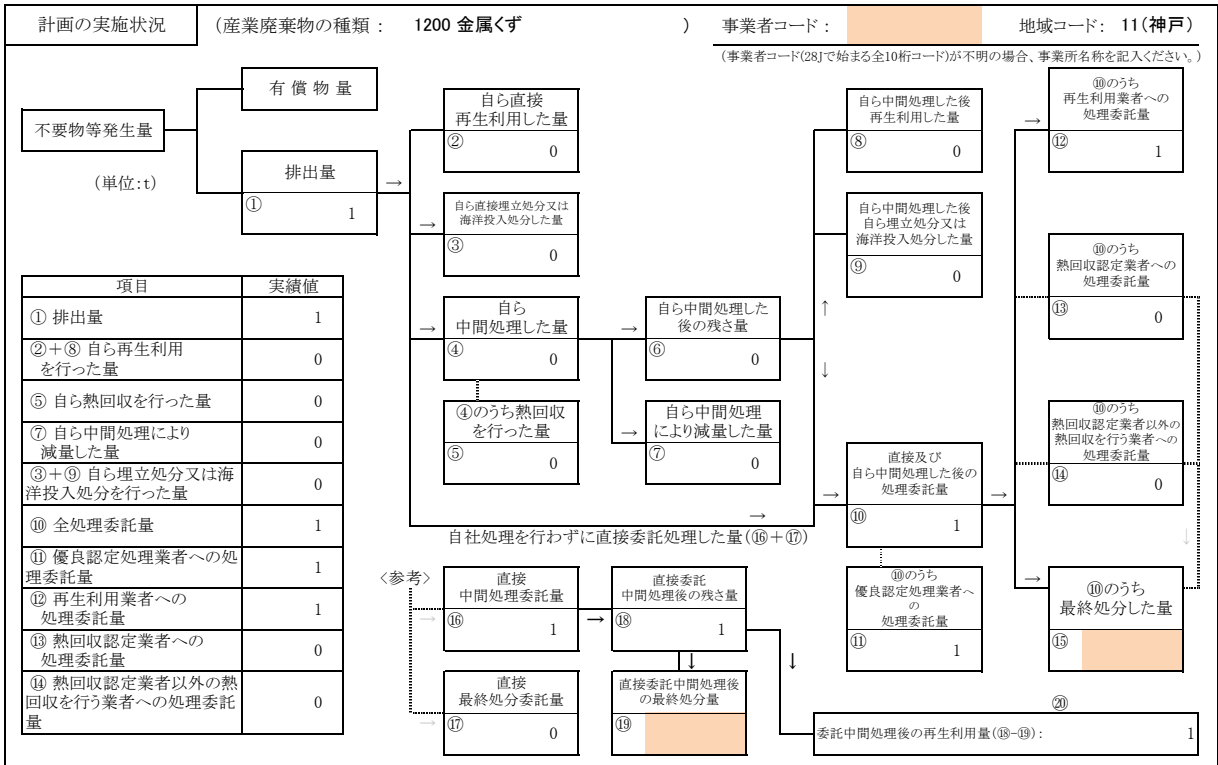 計画の実施状況 (産業廃棄物の種類 : 1200 金属くず ) 事業者コード : 地域コード: 11(神戸)
(事業者コード(28Jで始まる全10桁コード)が不明の場合、事業所名称を記入ください。)
不要物等発生量
(単位:t)
有 償 物 量
排出量
① 1
→
自ら直接
再生利用した量
② 0
→
自ら直接埋立処分又は
海洋投入処分した量
③ 0
→
自ら
中間処理した量
④ 0
④のうち熱回収
を行った量
⑤ 0
→
自ら中間処理した
後の残さ量
⑥ 0
→
自ら中間処理
により減量した量
⑦ 0
自ら中間処理した後
再生利用した量
⑧ 0
自ら中間処理した後
自ら埋立処分又は
海洋投入処分した量
⑨ 0
↑
↓
→
自社処理を行わずに直接委託処理した量(⑯+⑰)
→
直接及び
自ら中間処理した後の
処理委託量
⑩ 1
→
⑩のうち
優良認定処理業者へ
の
処理委託量
⑪ 1
→
⑩のうち
再生利用業者への
処理委託量
⑫ 1
⑩のうち
熱回収認定業者への
処理委託量
⑬ 0
⑩のうち
熱回収認定業者以外の
熱回収を行う業者への
処理委託量
⑭ 0
↓
→
⑩のうち
最終処分した量
⑮
項目 実績値
① 排出量 1
②+⑧ 自ら再生利用
を行った量 0
⑤ 自ら熱回収を行った量 0
⑦ 自ら中間処理により
減量した量 0
③+⑨ 自ら埋立処分又は海
洋投入処分を行った量 0
⑩ 全処理委託量 1
⑪ 優良認定処理業者への処
理委託量 1
⑫ 再生利用業者への
処理委託量 1
⑬ 熱回収認定業者への
処理委託量 0
⑭ 熱回収認定業者以外の熱
回収を行う業者への処理委託
量 0
〈参考〉
→
直接
中間処理委託量
⑯ 1
→
直接委託
中間処理後の残さ量
⑱ 1
→
直接
最終処分委託量
⑰ 0
↓
直接委託中間処理後
の最終処分量
⑲
↓
⑳
委託中間処理後の再生利用量(⑱-⑲) : 1